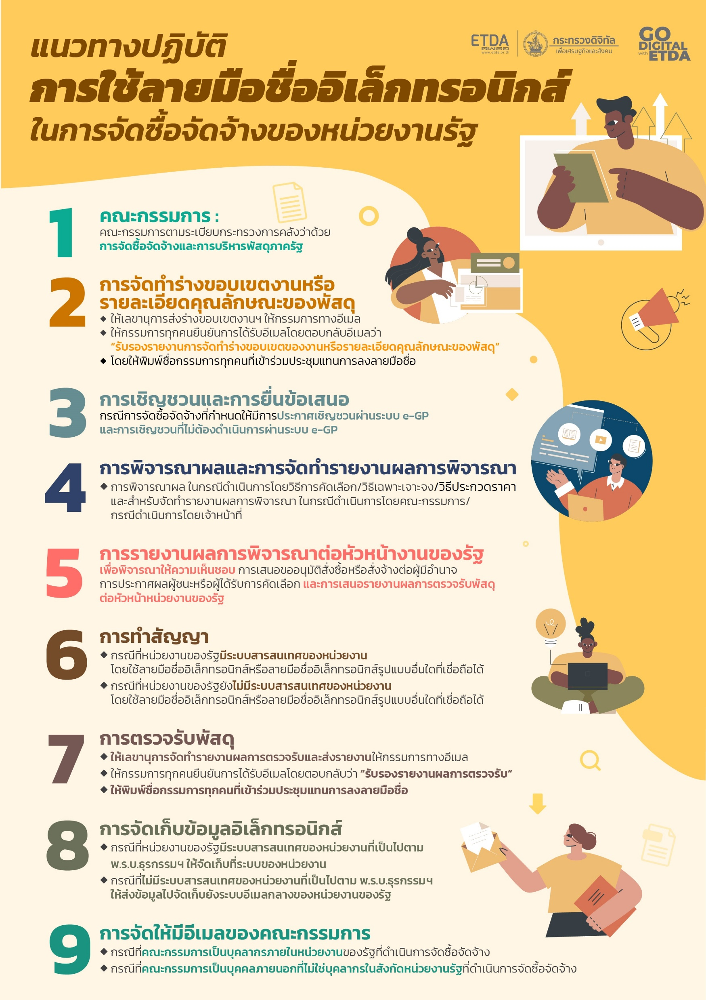 แนวทางปฏิบัติ
การใช้ลายมือชื่ออิเล็กทรอนิกส์
ในการจัดซื้อจัดจ้างของหน่วยงานรัฐ
ETDA
สพธอ
www.etda.or.th
กระทรวงดิจิทัล
เพื่อเศรษฐกิจและสังคม
GO
DIGITAL
with ETDA
1
คณะกรรมการ :
คณะกรรมการตามระเบียบกระทรวงการคลังว่าด้วย
การจัดซื้อจัดจ้างและการบริหารพัสดุภาครัฐ
2
การจัดทำร่างขอบเขตงานหรือ
รายละเอียดคุณลักษณะของพัสดุ
◆ ให้เลขานุการส่งร่างขอบเขตงานฯ ให้กรรมการทางอีเมล
◆ ให้กรรมการทุกคนยืนยันการได้รับอีเมลโดยตอบกลับอีเมลว่า
“รับรองรายงานการจัดทำร่างขอบเขตของงานหรือรายละเอียดคุณลักษณะของพัสดุ”
◆ โดยให้พิมพ์ชื่อกรรมการทุกคนที่เข้าร่วมประชุมแทนการลงลายมือชื่อ
3
การเชิญชวนและการยื่นข้อเสนอ
กรณีการจัดซื้อจัดจ้างที่กำหนดให้มีการประกาศเชิญชวนผ่านระบบ e-GP
และการเชิญชวนที่ไม่ต้องดำเนินการผ่านระบบ e-GP
4
การพิจารณาผลและการจัดทำรายงานผลการพิจารณา
◆ การพิจารณาผล ในกรณีดำเนินการโดยวิธีการคัดเลือก/วิธีเฉพาะเจาะจง/วิธีประกวดราคา
และสำหรับจัดทำรายงานผลการพิจารณา ในกรณีดำเนินการโดยคณะกรรมการ/
กรณีดำเนินการโดยเจ้าหน้าที่
5
การรายงานผลการพิจารณาต่อหัวหน้างานของรัฐ
เพื่อพิจารณาให้ความเห็นชอบ การเสนอขออนุมัติสั่งซื้อหรือสั่งจ้างต่อผู้มีอำนาจ
การประกาศผลผู้ชนะหรือผู้ได้รับการคัดเลือก และการเสนอรายงานผลการตรวจรับพัสดุ
ต่อหัวหน้าหน่วยงานของรัฐ
6
การทำสัญญา
◆ กรณีที่หน่วยงานของรัฐมีระบบสารสนเทศของหน่วยงาน
โดยใช้ลายมือชื่ออิเล็กทรอนิกส์หรือลายมือชื่ออิเล็กทรอนิกส์รูปแบบอื่นใดที่เชื่อถือได้
◆ กรณีที่หน่วยงานของรัฐยังไม่มีระบบสารสนเทศของหน่วยงาน
โดยใช้ลายมือชื่ออิเล็กทรอนิกส์หรือลายมือชื่ออิเล็กทรอนิกส์รูปแบบอื่นใดที่เชื่อถือได้
7
การตรวจรับพัสดุ
◆ ให้เลขานุการจัดทำรายงานผลการตรวจรับและส่งรายงานให้กรรมการทางอีเมล
◆ ให้กรรมการทุกคนยืนยันการได้รับอีเมลโดยตอบกลับว่า “รับรองรายงานผลการตรวจรับ”
◆ ให้พิมพ์ชื่อกรรมการทุกคนที่เข้าร่วมประชุมแทนการลงลายมือชื่อ
8
การจัดเก็บข้อมูลอิเล็กทรอนิกส์
◆ กรณีที่หน่วยงานของรัฐมีระบบสารสนเทศของหน่วยงานที่เป็นไปตาม
พ.ร.บ.ธุรกรรมฯ ให้จัดเก็บที่ระบบของหน่วยงาน
◆ กรณีที่ไม่มีระบบสารสนเทศของหน่วยงานที่เป็นไปตาม พ.ร.บ.ธุรกรรมฯ
ให้ส่งข้อมูลไปจัดเก็บยังระบบอีเมลกลางของหน่วยงานของรัฐ
9
การจัดให้มีอีเมลของคณะกรรมการ
◆ กรณีที่คณะกรรมการเป็นบุคลากรภายในหน่วยงานของรัฐที่ดำเนินการจัดซื้อจัดจ้าง
◆ กรณีที่คณะกรรมการเป็นบุคคลภายนอกที่ไม่ใช่บุคลากรในสังกัดหน่วยงานรัฐที่ดำเนินการจัดซื้อจัดจ้าง